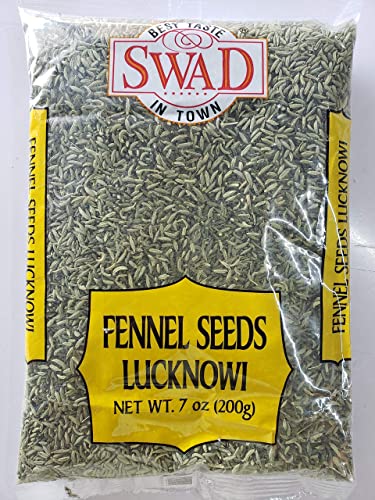 BEST TASTE
SWAD
IN TOWN
FENNEL SEEDS LUCKNOWI
FENNEL SEEDS LUCKNOWI
FENNEL SEEDS
LUCKNOWI
NET WT. 7 oz (200g)